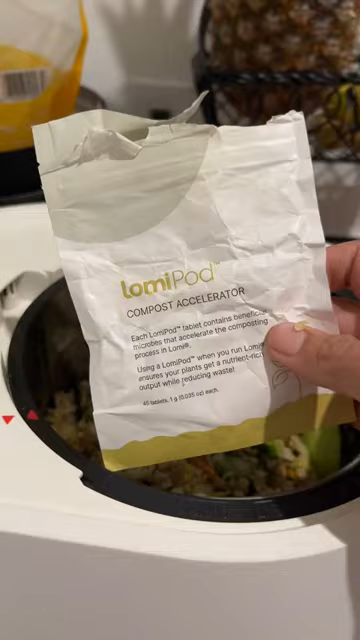 lomiPod™
COMPOST ACCELERATOR
Each LomiPod™ tablet contains beneficial
microbes that accelerate the composting
process in Lomi®.
Using a LomiPod™ when you run Lomi
ensures your plants get a nutrient-rich
output while reducing waste!
45 tablets, 1 g (0.035 oz) each.